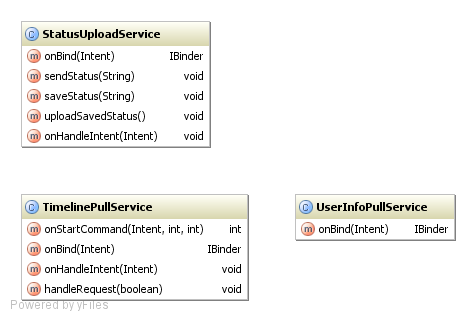 C StatusUploadService
m onBind(Intent) IBinder
m sendStatus(String) void
m saveStatus(String) void
m uploadSavedStatus() void
m onHandleIntent(Intent) void
C TimelinePullService
m onStartCommand(Intent, int, int) int
m onBind(Intent) IBinder
m onHandleIntent(Intent) void
m handleRequest(boolean) void
C UserInfoPullService
m onBind(Intent) IBinder
Powered by yFiles